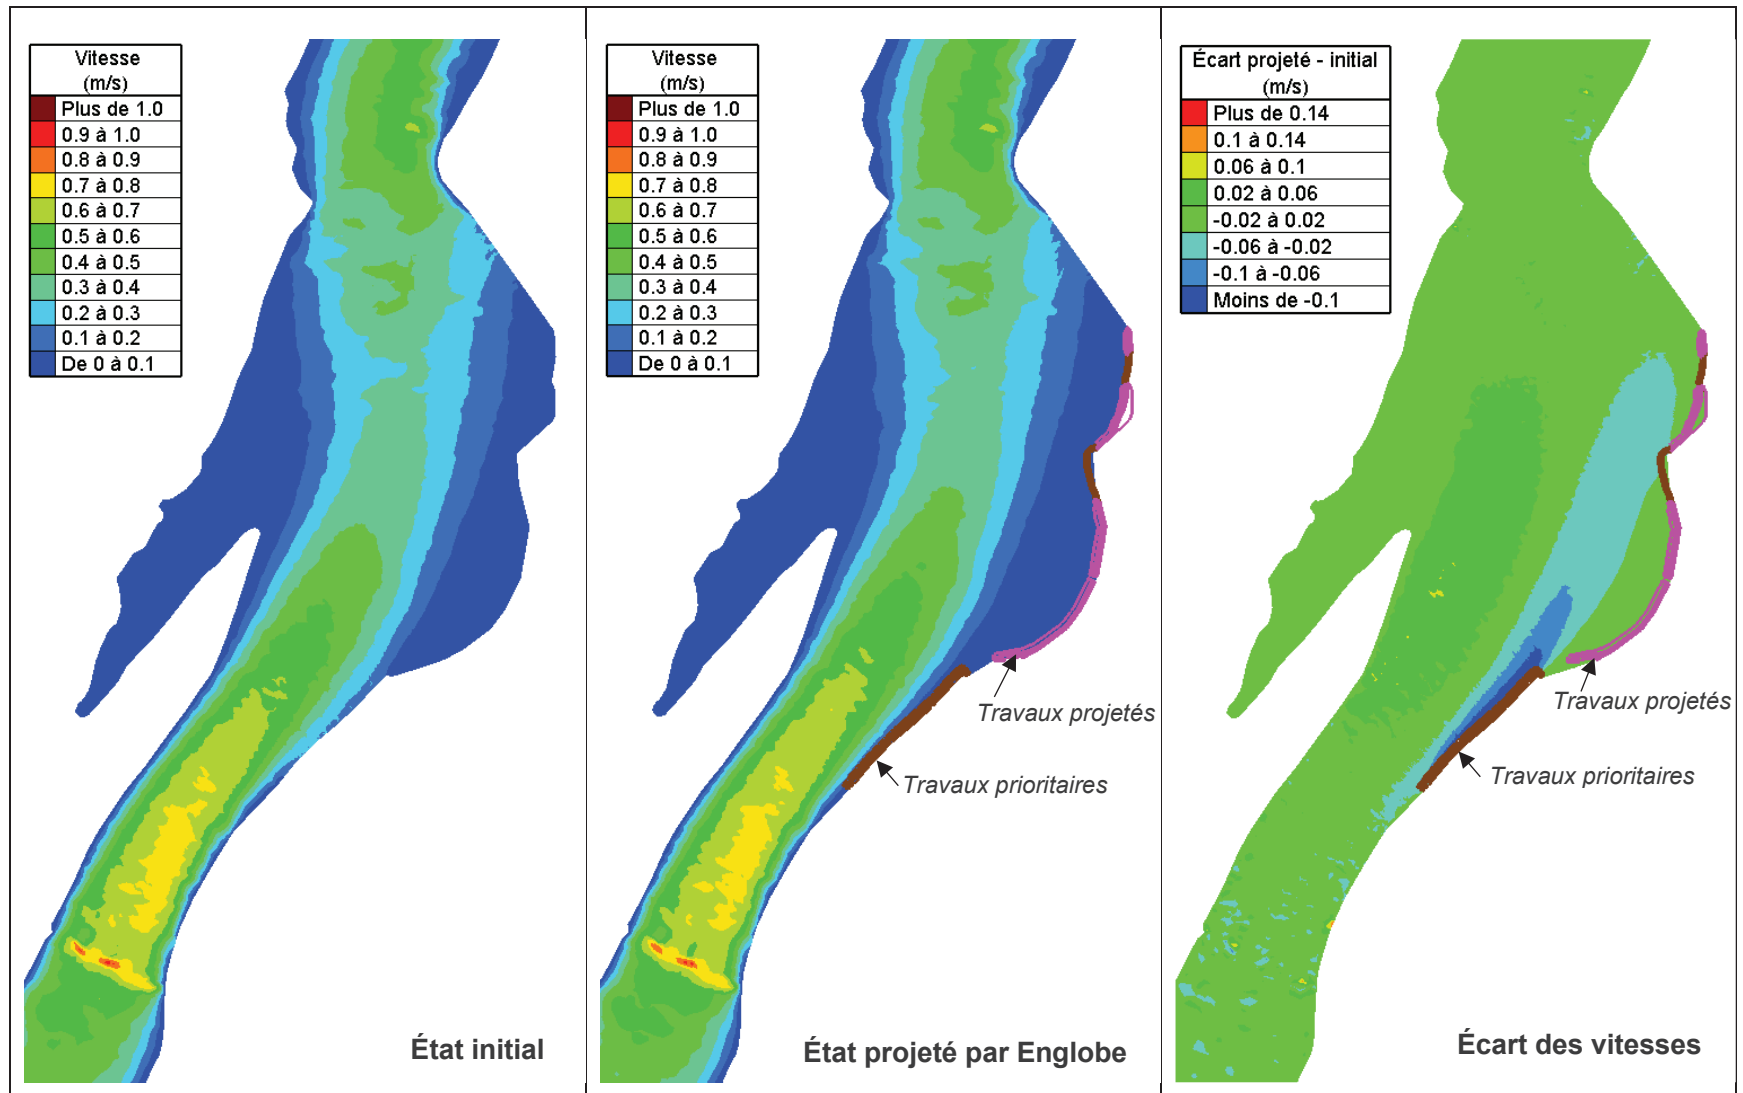 Vitesse
(m/s)
Plus de 1.0
0.9 à 1.0
0.8 à 0.9
0.7 à 0.8
0.6 à 0.7
0.5 à 0.6
0.4 à 0.5
0.3 à 0.4
0.2 à 0.3
0.1 à 0.2
De 0 à 0.1
État initial
Vitesse
(m/s)
Plus de 1.0
0.9 à 1.0
0.8 à 0.9
0.7 à 0.8
0.6 à 0.7
0.5 à 0.6
0.4 à 0.5
0.3 à 0.4
0.2 à 0.3
0.1 à 0.2
De 0 à 0.1
Travaux projetés
Travaux prioritaires
État projeté par Englobe
Écart projeté - initial
(m/s)
Plus de 0.14
0.1 à 0.14
0.06 à 0.1
0.02 à 0.06
-0.02 à 0.02
-0.06 à -0.02
-0.1 à -0.06
Moins de -0.1
Travaux projetés
Travaux prioritaires
Écart des vitesses